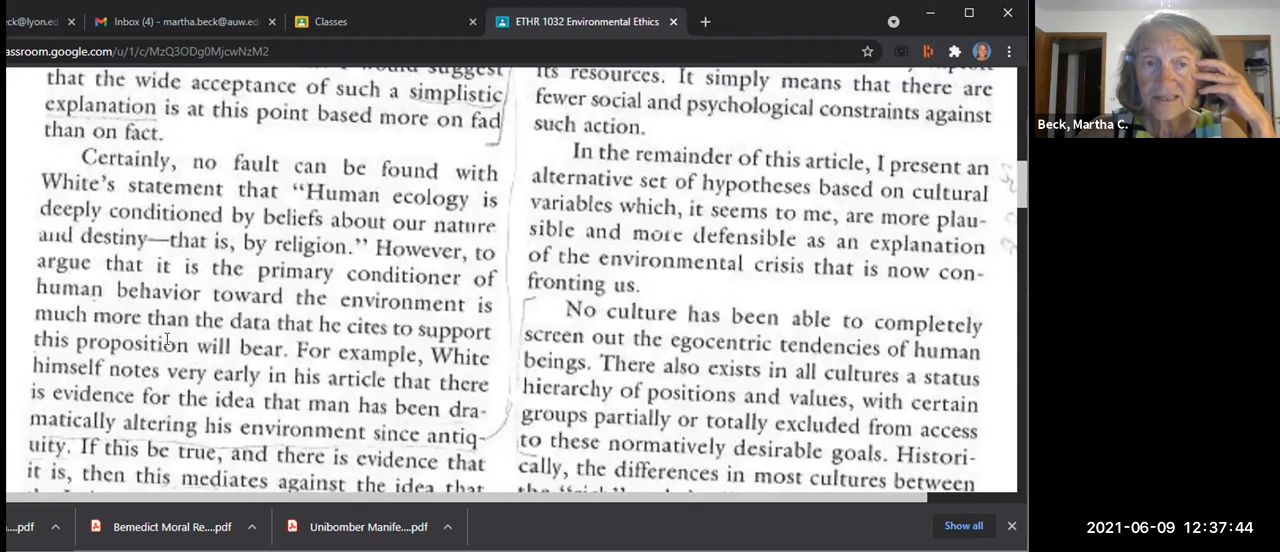 eck@lyon.ed
Inbox (4) - martha.beck@auw.ed
Classes
ETHR 1032 Environmental Ethics
assroom.google.com/u/1/c/MzQ3ODg0MjcwNzM2
that the wide acceptance of such a simplistic
explanation is at this point based more on fad
than on fact.
Certainly, no fault can be found with
White's statement that "Human ecology is
deeply conditioned by beliefs about our nature
and destiny—that is, by religion." However, to
argue that it is the primary conditioner of
human behavior toward the environment is
much more than the data that he cites to support
this proposition will bear. For example, White
himself notes very early in his article that there
is evidence for the idea that man has been dra-
matically altering his environment since antiq-
uity. If this be true, and there is evidence that
it is, then this mediates against the idea that
its resources. It simply means that there are
fewer social and psychological constraints against
such action.
In the remainder of this article, I present an
alternative set of hypotheses based on cultural
variables which, it seems to me, are more plau-
sible and more defensible as an explanation
of the environmental crisis that is now con-
fronting us.
No culture has been able to completely
screen out the egocentric tendencies of human
beings. There also exists in all cultures a status
hierarchy of positions and values, with certain
groups partially or totally excluded from access
to these normatively desirable goals. Histori-
cally, the differences in most cultures between
Beck, Martha C.
....pdf
Bemedict Moral Re....pdf
Unibomber Manife....pdf
Show all
2021-06-09 12:37:44